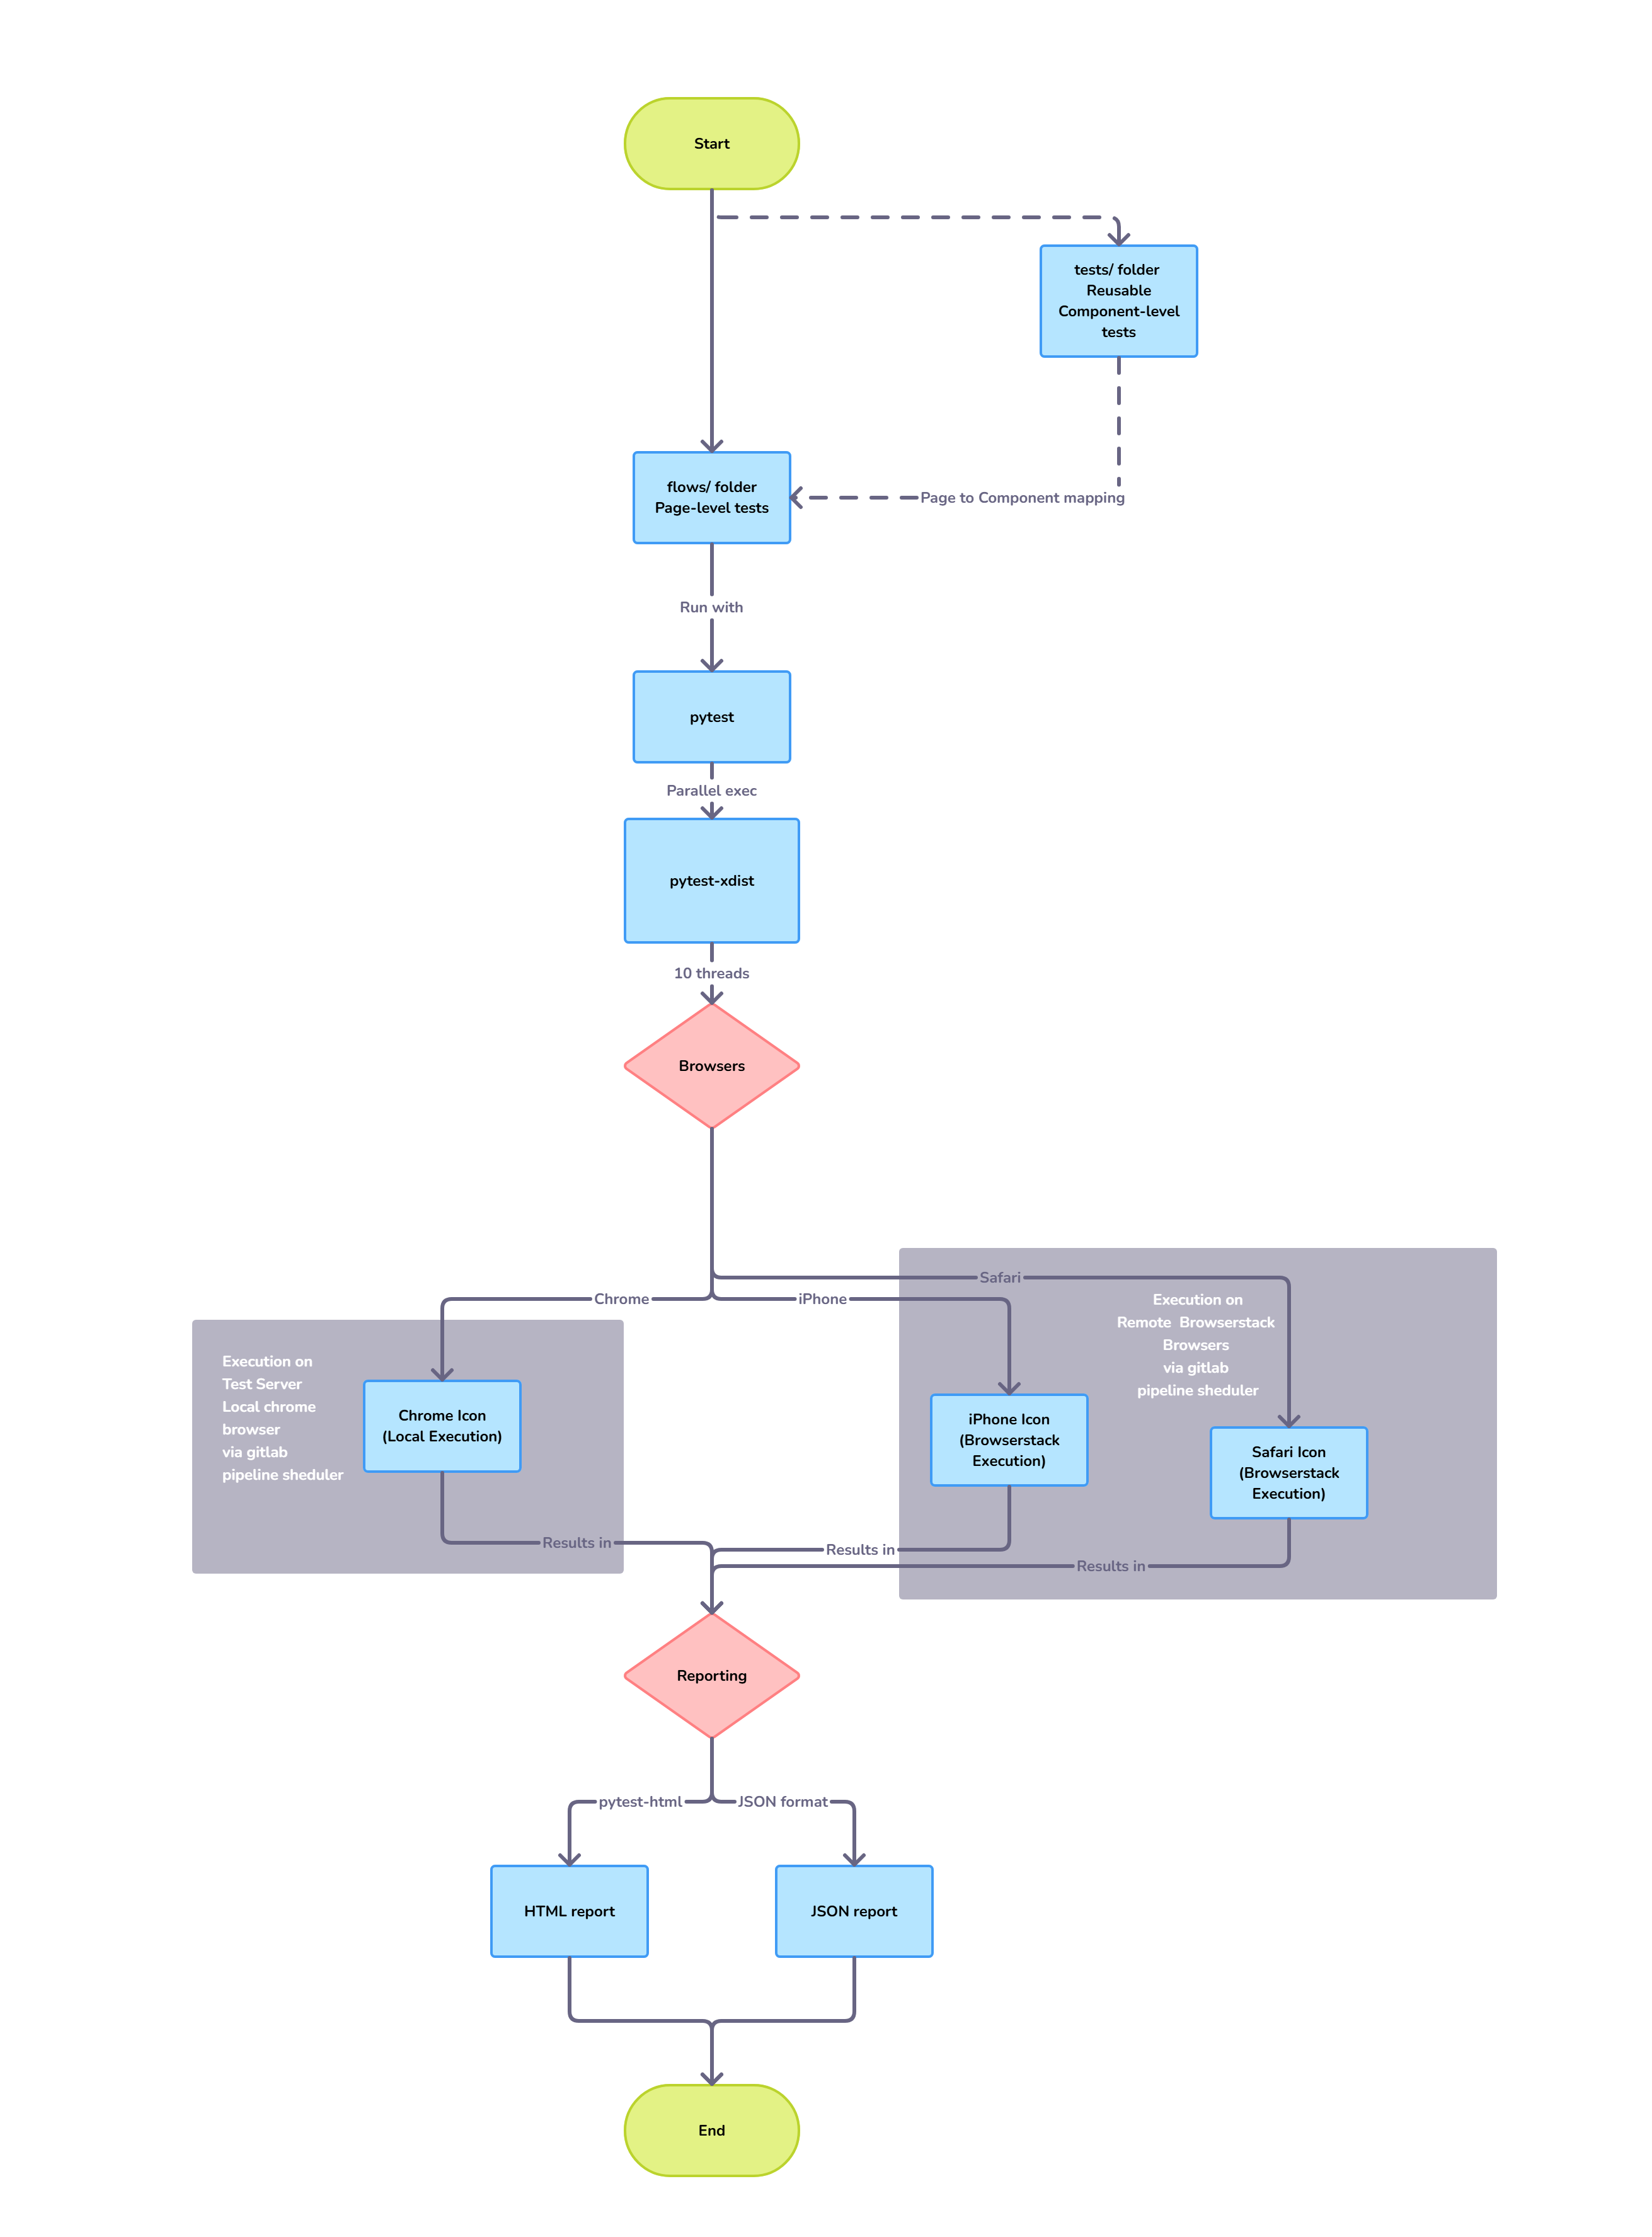 Start
tests/ folder
Reusable
Component-level
tests
flows/ folder
Page-level tests
Page to Component mapping
Run with
pytest
Parallel exec
pytest-xdist
10 threads
Browsers
Safari
Chrome
iPhone
Execution on
Remote  Browserstack
Browsers
via gitlab
pipeline sheduler
Execution on
Test Server
Local chrome
browser
via gitlab
pipeline sheduler
Chrome Icon
(Local Execution)
iPhone Icon
(Browserstack
Execution)
Safari Icon
(Browserstack
Execution)
Results in
Results in
Results in
Reporting
pytest-html
JSON format
HTML report
JSON report
End